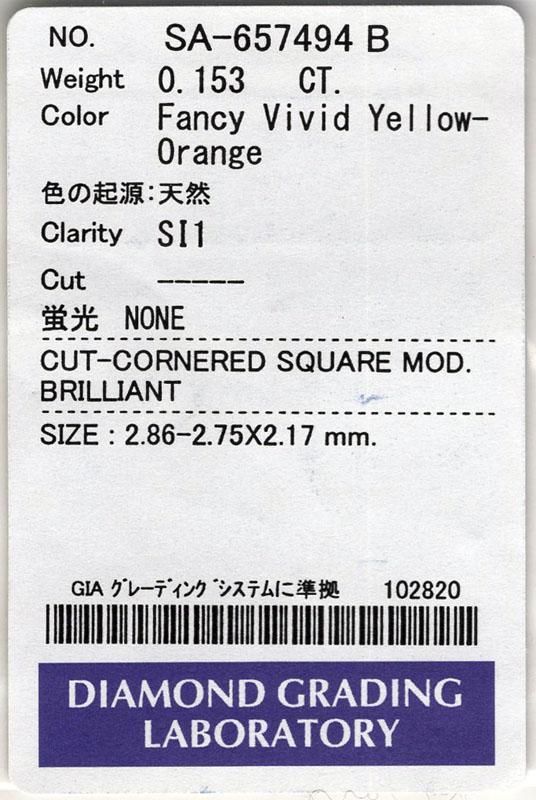 NO. SA-657494 B
Weight 0.153 CT.
Color Fancy Vivid Yellow-
Orange
色の起源:天然
Clarity SI1
Cut -----
蛍光 NONE
CUT-CORNERED SQUARE MOD.
BRILLIANT
SIZE : 2.86-2.75X2.17 mm.
GIA グレーディング システムに準拠 102820
DIAMOND GRADING
LABORATORY